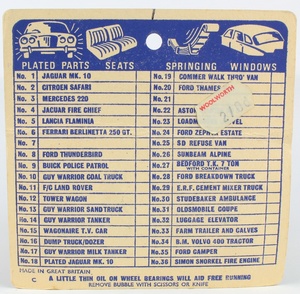 PLATED PARTS SEATS SPRINGING WINDOWS
No. 1 JAGUAR MK. 10
No. 2 CITROEN SAFARI
No. 3 MERCEDES 220
No. 4 JAGUAR FIRE CHIEF
No. 5 LANCIA FLAMINIA
No. 6 FERRARI BERLINETTA 250 GT.
No. 7
No. 8 FORD THUNDERBIRD
No. 9 BUICK POLICE PATROL
No. 10 GUY WARRIOR COAL TRUCK
No. 11 F/C LAND ROVER
No. 12 TOWER WAGON
No. 13 GUY WARRIOR SAND TRUCK
No. 14 GUY WARRIOR TANKER
No. 15 WAGONAIRE T.V. CAR
No. 16 DUMP TRUCK/DOZER
No. 17 GUY WARRIOR MILK TANKER
No. 18 PLATED JAGUAR MK. 10
No. 19 COMMER WALK THRO' VAN
No. 20 FORD THAMES
No. 21
No. 22 ASTON
No. 23
No. 24 FORD ZEPHYR ESTATE
No. 25 SD REFUSE VAN
No. 26 SUNBEAM ALPINE
No. 27 BEDFORD T.K. 7 TON
WITH CONTAINER
No. 28 FORD BREAKDOWN TRUCK
No. 29 E.R.F. CEMENT MIXER TRUCK
No. 30 STUDEBAKER AMBULANCE
No. 31 OLDSMOBILE COUPE
No. 32 LUGGAGE ELEVATOR
No. 33 FARM TRAILER AND CALVES
No. 34 B.M. VOLVO 400 TRACTOR
No. 35 FORD CAMPER
No. 36 SIMON SNORKEL FIRE ENGINE
WOOLWORTH
MADE IN GREAT BRITAIN
C A LITTLE THIN OIL ON WHEEL BEARINGS WILL AID FREE RUNNING
REMOVE BUBBLE WITH SCISSORS OR KNIFE